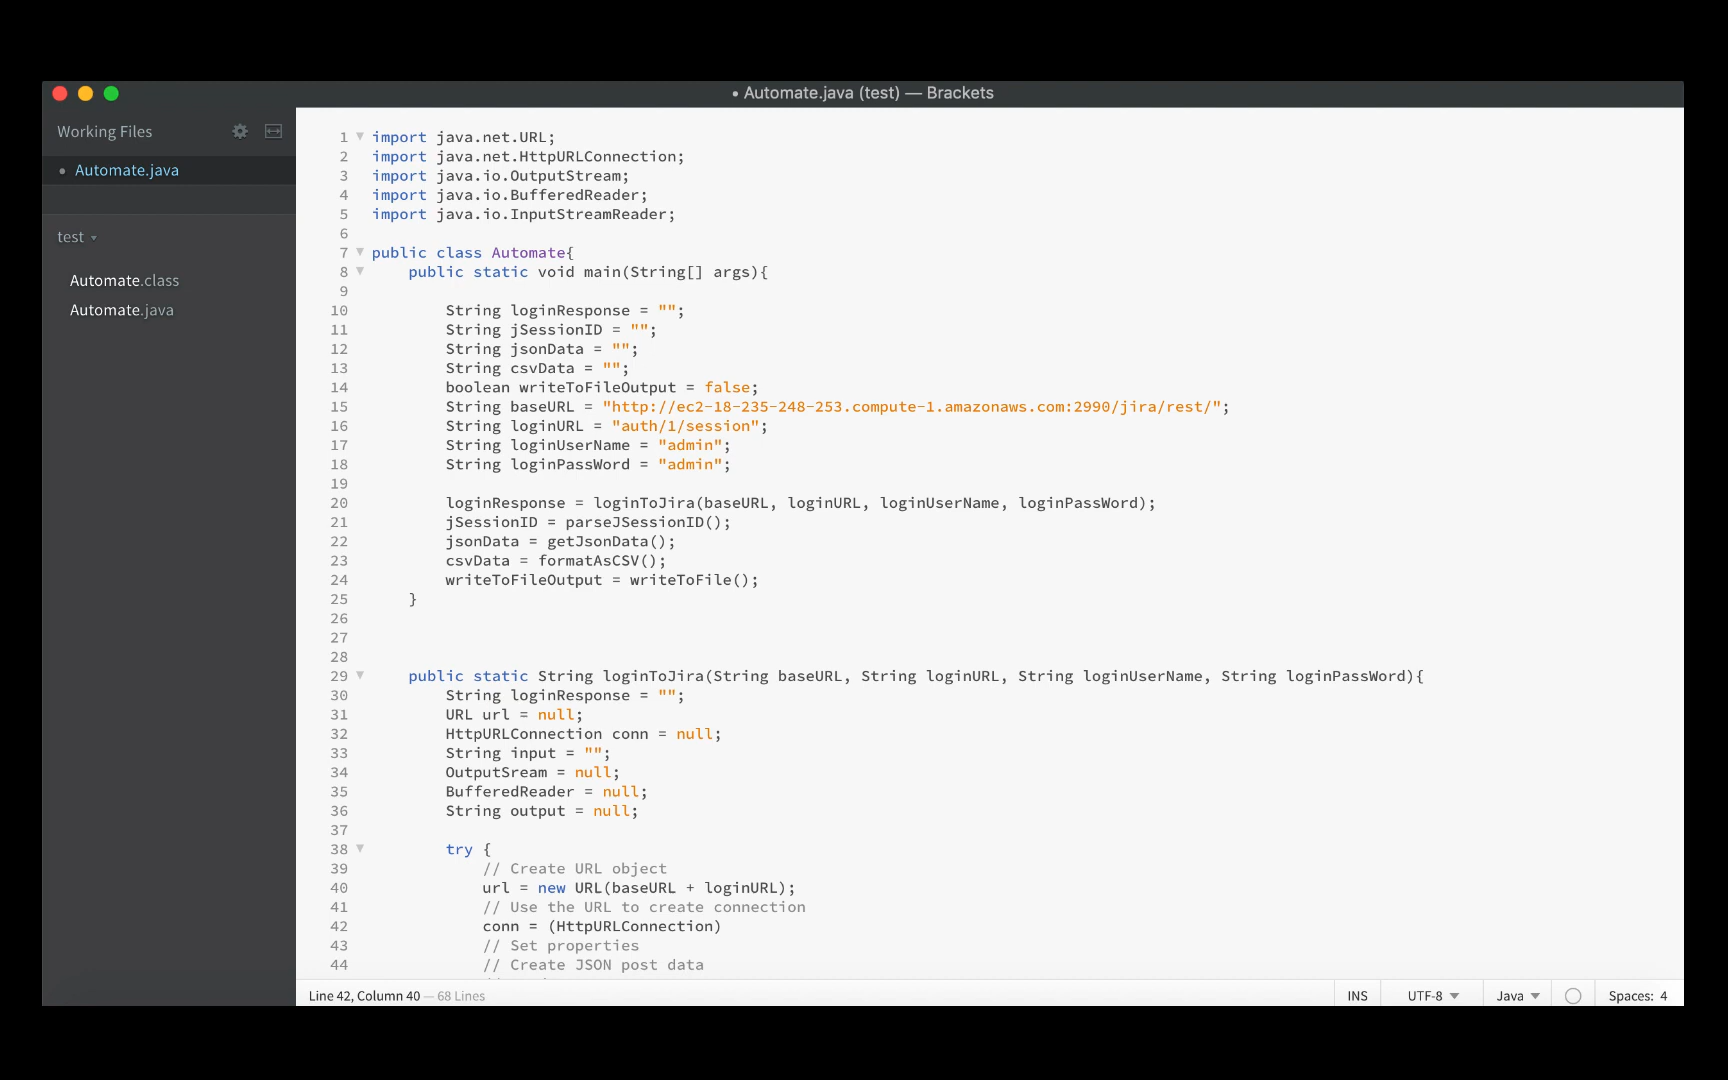 • Automate.java (test) — Brackets
Working Files
• Automate.java
test
Automate.class
Automate.java
1 import java.net.URL;
2 import java.net.HttpURLConnection;
3 import java.io.OutputStream;
4 import java.io.BufferedReader;
5 import java.io.InputStreamReader;
6
7 public class Automate{
8     public static void main(String[] args){
9
10         String loginResponse = "";
11         String jSessionID = "";
12         String jsonData = "";
13         String csvData = "";
14         boolean writeToFileOutput = false;
15         String baseURL = "http://ec2-18-235-248-253.compute-1.amazonaws.com:2990/jira/rest/";
16         String loginURL = "auth/1/session";
17         String loginUserName = "admin";
18         String loginPassWord = "admin";
19
20         loginResponse = loginToJira(baseURL, loginURL, loginUserName, loginPassWord);
21         jSessionID = parseJSessionID();
22         jsonData = getJsonData();
23         csvData = formatAsCSV();
24         writeToFileOutput = writeToFile();
25     }
26
27
28
29     public static String loginToJira(String baseURL, String loginURL, String loginUserName, String loginPassWord){
30         String loginResponse = "";
31         URL url = null;
32         HttpURLConnection conn = null;
33         String input = "";
34         OutputSream = null;
35         BufferedReader = null;
36         String output = null;
37
38         try {
39             // Create URL object
40             url = new URL(baseURL + loginURL);
41             // Use the URL to create connection
42             conn = (HttpURLConnection)
43             // Set properties
44             // Create JSON post data
Line 42, Column 40 — 68 Lines
INS
UTF-8
Java
Spaces: 4